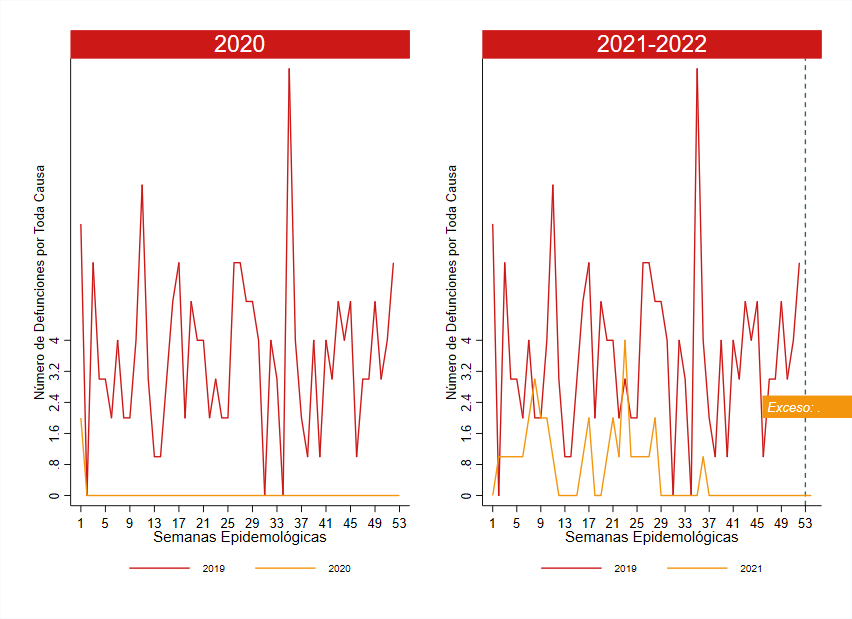 2020
Número de Defunciones por Toda Causa
4
3.2
2.4
1.6
.8
0
1 5 9 13 17 21 25 29 33 37 41 45 49 53
Semanas Epidemológicas
2019 2020
2021-2022
Número de Defunciones por Toda Causa
4
3.2
2.4
1.6
.8
0
Exceso: .
1 5 9 13 17 21 25 29 33 37 41 45 49 53
Semanas Epidemológicas
2019 2021